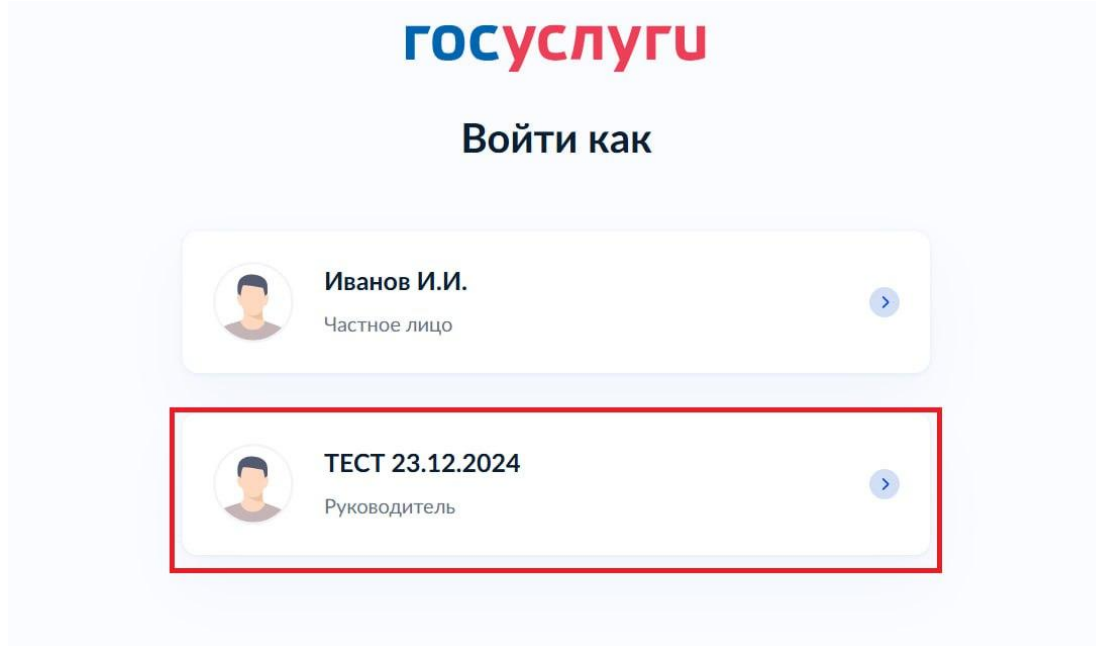 госуслуги
Войти как
Иванов И.И.
Частное лицо
ТЕСТ 23.12.2024
Руководитель